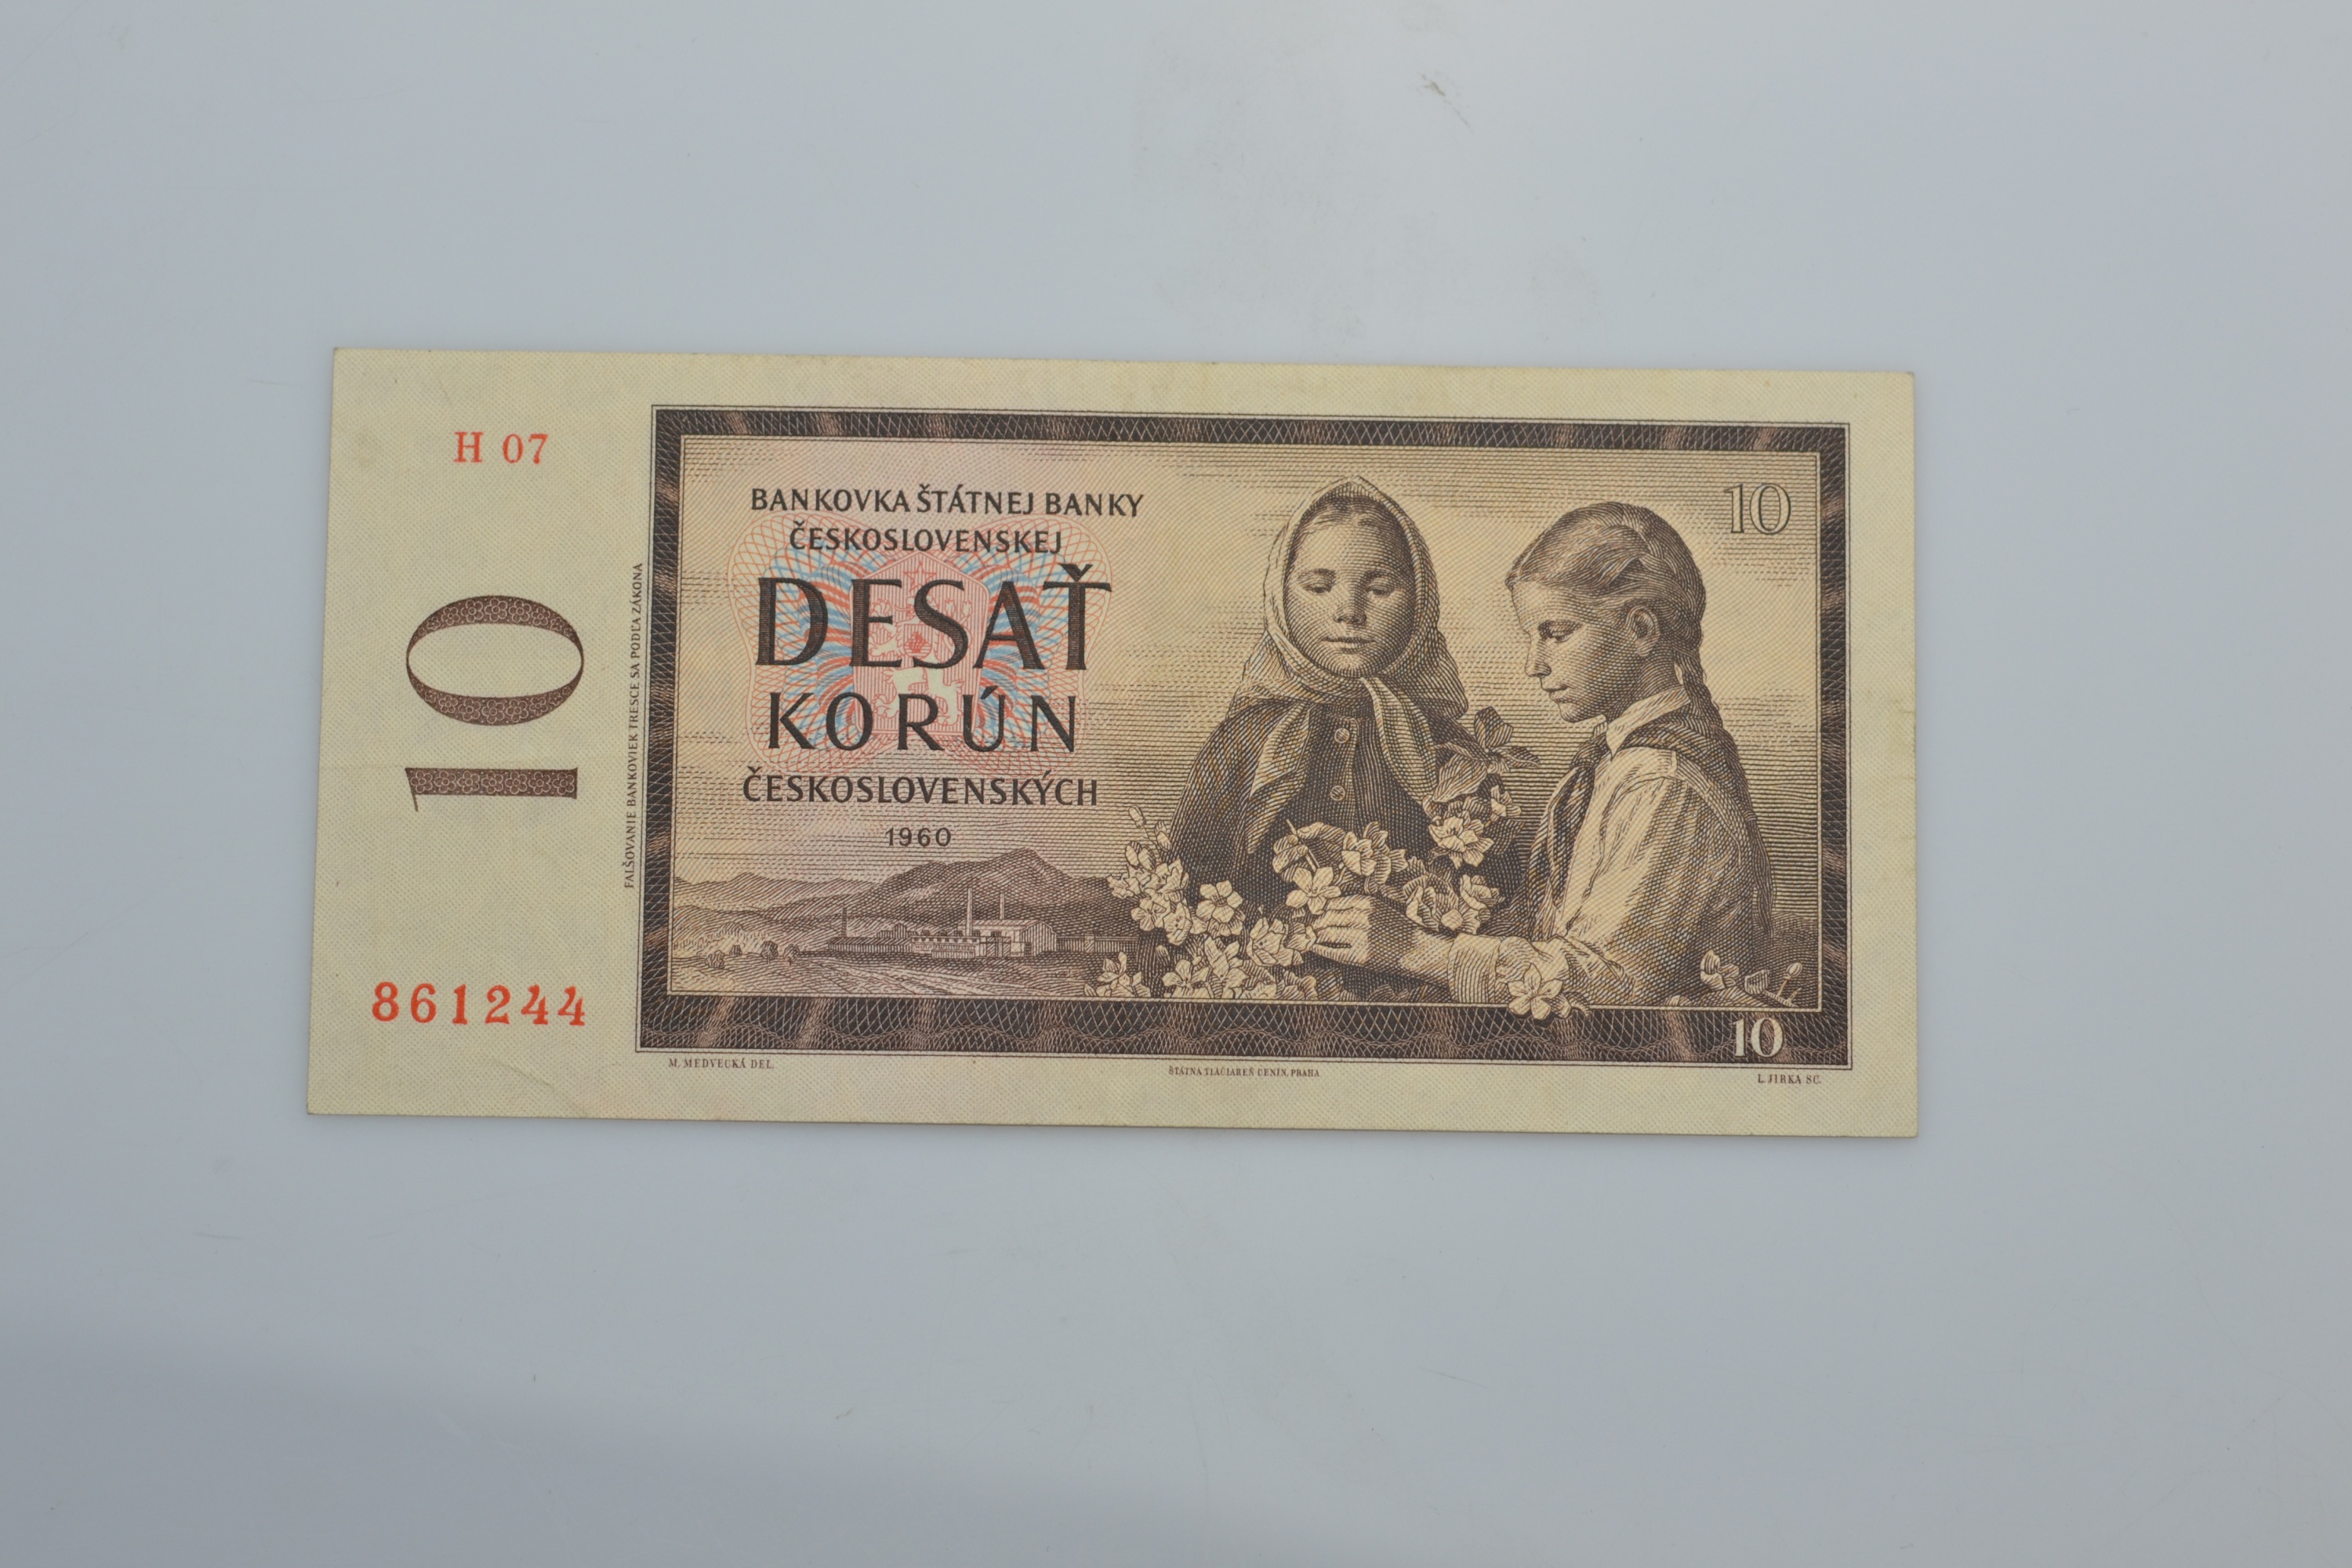 H 07
10
FALŠOVANIE BANKOVIEK TRESCE SA PODĽA ZÁKONA
861244
BANKOVKA ŠTÁTNEJ BANKY
ČESKOSLOVENSKEJ
DESAŤ
KORÚN
ČESKOSLOVENSKÝCH
1960
10
10
M. MEDVECKÁ DEL.
ŠTÁTNA TLAČIAREŇ CENÍN, PRAHA
L. JIRKA SC.